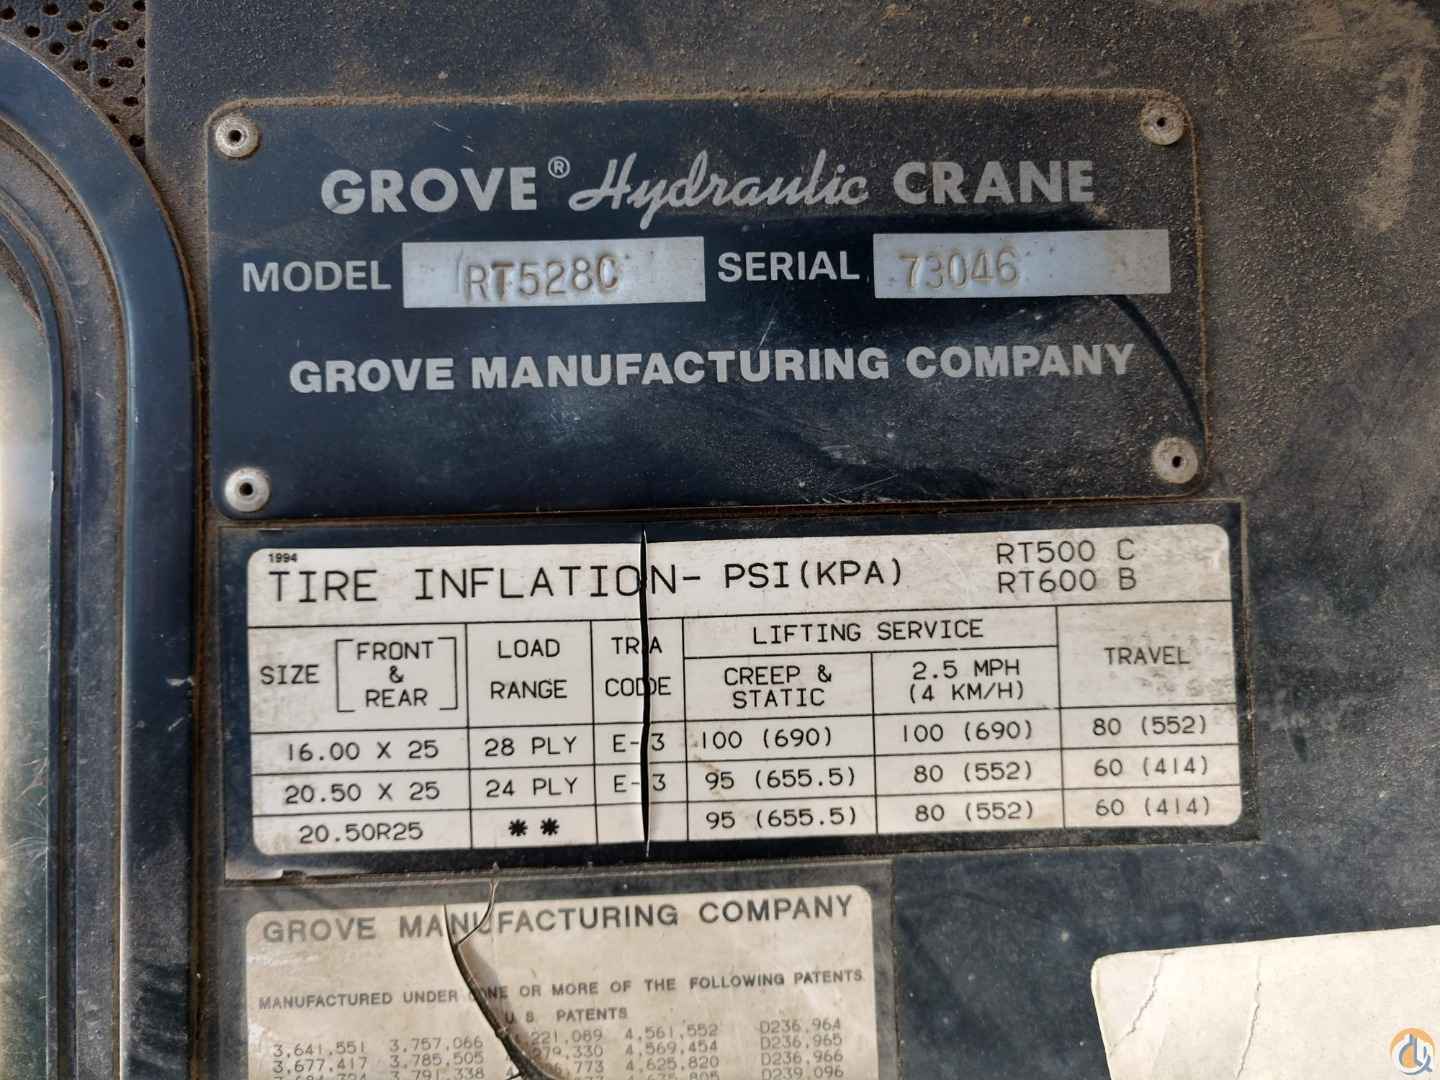 GROVE® Hydraulic CRANE
MODEL RT528C SERIAL 73046
GROVE MANUFACTURING COMPANY
1994
TIRE INFLATION- PSI(KPA) RT500 C
RT600 B
SIZE [FRONT & REAR] LOAD RANGE TRA CODE LIFTING SERVICE TRAVEL
CREEP & STATIC 2.5 MPH (4 KM/H)
16.00 X 25 28 PLY E-3 100 (690) 100 (690) 80 (552)
20.50 X 25 24 PLY E-3 95 (655.5) 80 (552) 60 (414)
20.50R25 ** 95 (655.5) 80 (552) 60 (414)
GROVE MANUFACTURING COMPANY
MANUFACTURED UNDER ONE OR MORE OF THE FOLLOWING PATENTS
U S PATENTS
3,641,551 3,757,066 4,561,552 D236,964
3,677,417 3,785,505 4,569,454 D236,965
3,791,338 4,625,820 D236,966
D239,096